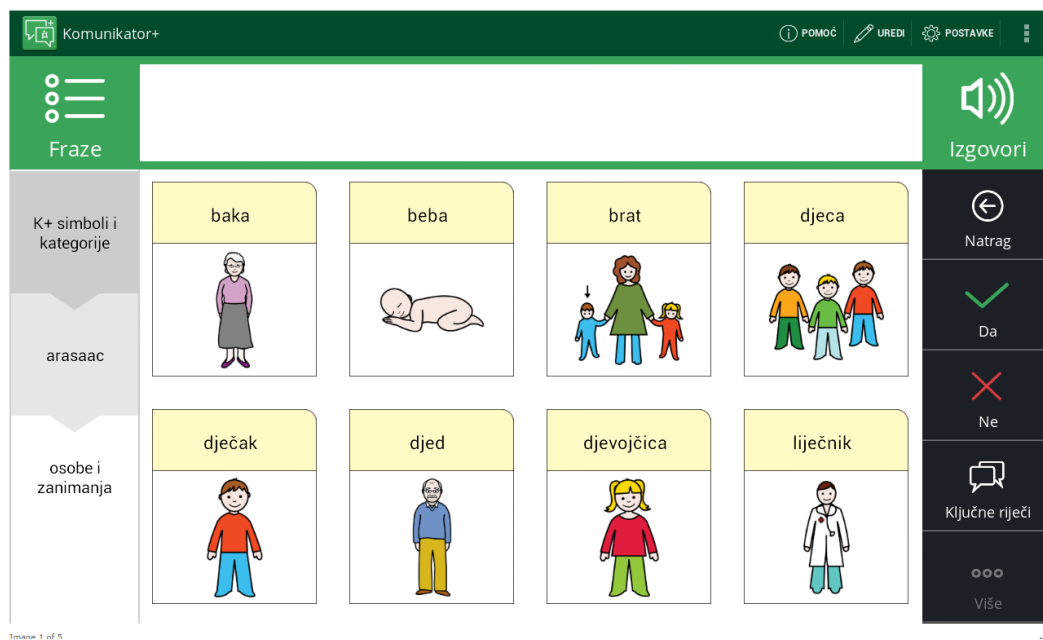 Komunikator+
POMOĆ
UREDI
POSTAVKE
Fraze
Izgovori
K+ simboli i
kategorije
arasaac
osobe i
zanimanja
baka
beba
brat
djeca
dječak
djed
djevojčica
liječnik
Natrag
Da
Ne
Ključne riječi
Više
Image 1 of 5